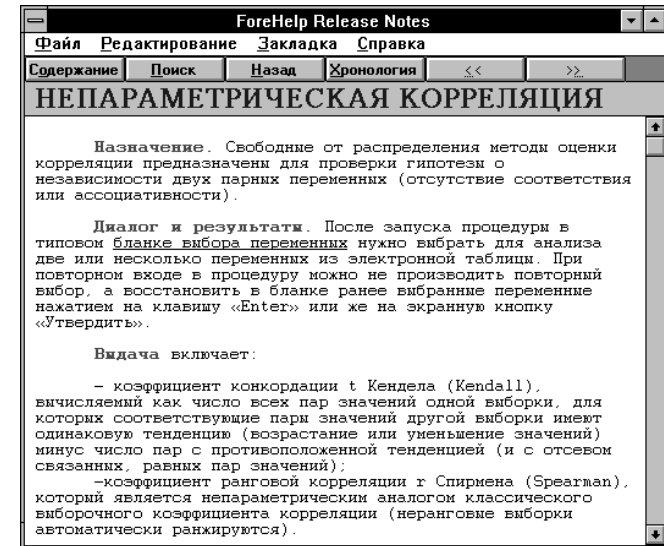 ForeHelp Release Notes
Файл Редактирование Закладка Справка
Содержание Поиск Назад Хронология << >>
НЕПАРАМЕТРИЧЕСКАЯ КОРРЕЛЯЦИЯ
Назначение. Свободные от распределения методы оценки
корреляции предназначены для проверки гипотезы о
независимости двух парных переменных (отсутствие соответствия
или ассоциативности).
Диалог и результаты. После запуска процедуры в
типовом бланке выбора переменных нужно выбрать для анализа
две или несколько переменных из электронной таблицы. При
повторном входе в процедуру можно не производить повторный
выбор, а восстановить в бланке ранее выбранные переменные
нажатием на клавишу «Enter» или же на экранную кнопку
«Утвердить».
Выдача включает:
– коэффициент конкордации t Кендела (Kendall),
вычисляемый как число всех пар значений одной выборки, для
которых соответствующие пары значений другой выборки имеют
одинаковую тенденцию (возрастание или уменьшение значений)
минус число пар с противоположенной тенденцией (и с отсевом
связанных, равных пар значений);
–коэффициент ранговой корреляции r Спирмена (Spearman),
который является непараметрическим аналогом классического
выборочного коэффициента корреляции (неранговые выборки
автоматически ранжируются).